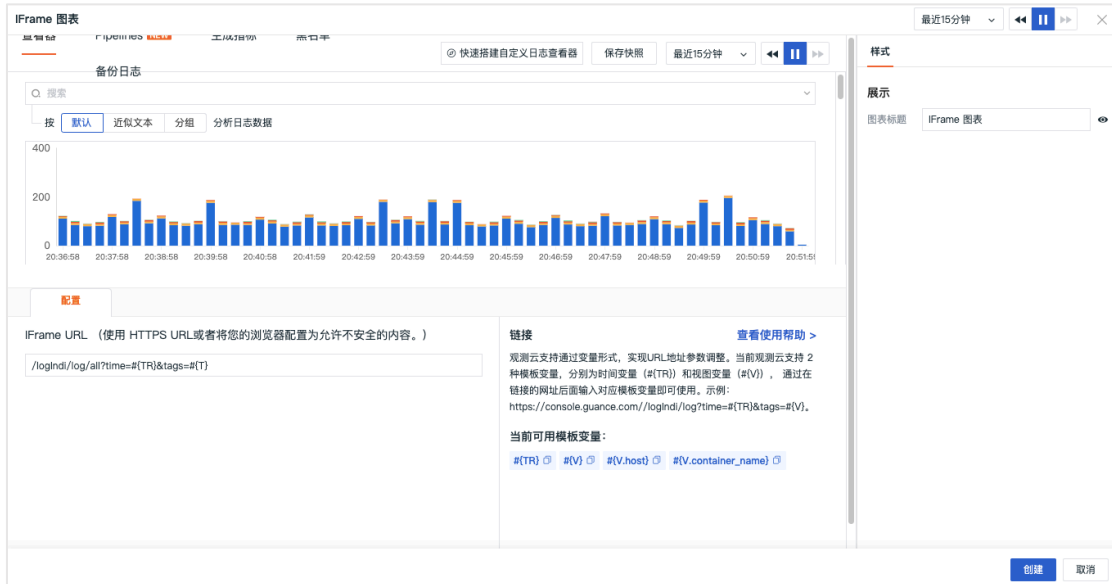 IFrame 图表
最近15分钟
查看器 Pipelines NEW 生成指标 黑名单
快速搭建自定义日志查看器 保存快照 最近15分钟
样式
备份日志
搜索
展示
图表标题 IFrame 图表
按 默认 近似文本 分组 分析日志数据
400
200
0
20:36:58 20:37:58 20:38:58 20:39:58 20:40:58 20:41:59 20:42:59 20:43:59 20:44:59 20:45:59 20:46:59 20:47:59 20:48:59 20:49:59 20:50:59 20:51:5
配置
IFrame URL （使用 HTTPS URL或者将您的浏览器配置为允许不安全的内容。）
/logIndi/log/all?time=#{TR}&tags=#{T}
链接 查看使用帮助 >
观测云支持通过变量形式，实现URL地址参数调整。当前观测云支持 2
种模板变量，分别为时间变量（#{TR}）和视图变量（#{V}）， 通过在
链接的网址后面输入对应模板变量即可使用。示例：
https://console.guance.com//logIndi/log?time=#{TR}&tags=#{V}。
当前可用模板变量：
#{TR} #{V} #{V.host} #{V.container_name}
创建 取消